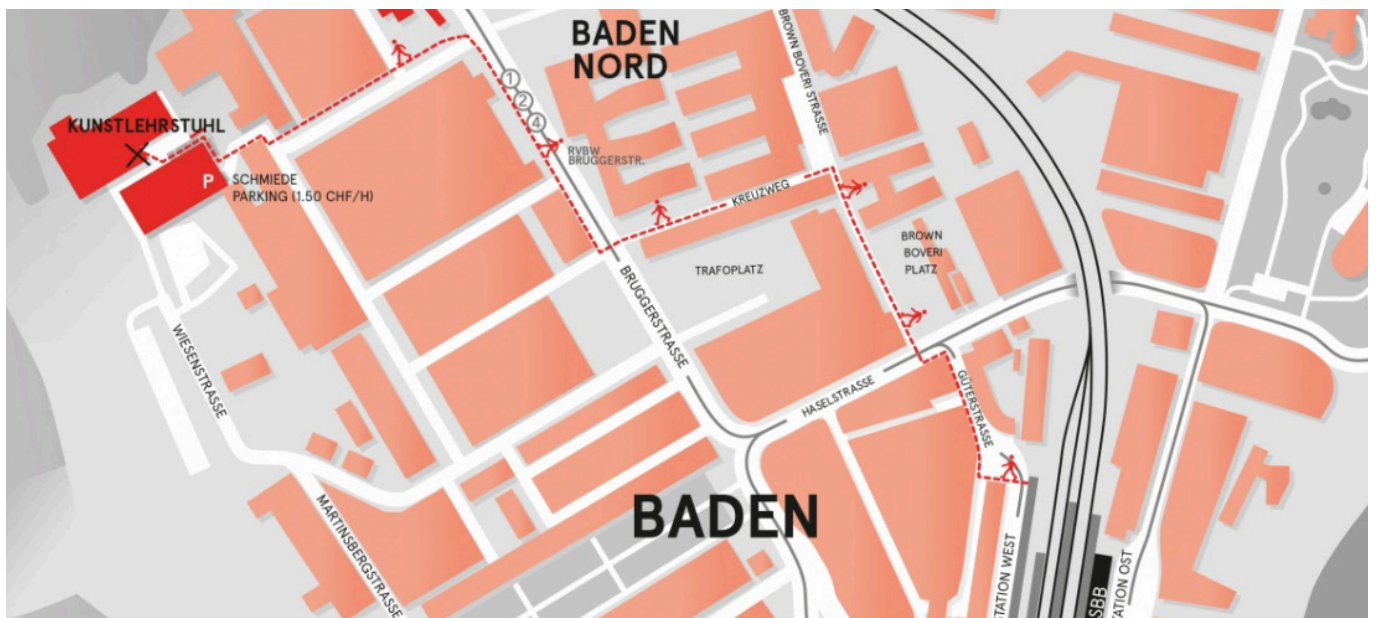 BADEN
NORD
BROWN BOVERI STRASSE
1
2
4
KUNSTLEHRSTUHL
RVBW
BRUGGERSTR.
P
SCHMIEDE
PARKING (1.50 CHF/H)
KREUZWEG
BROWN
BOVERI
PLATZ
TRAFOPLATZ
BRUGGERSTRASSE
WIESENSTRASSE
HASELSTRASSE
GÜTERSTRASSE
BADEN
MARTINSBERGSTRASSE
STATION WEST
SBB
TATION OST